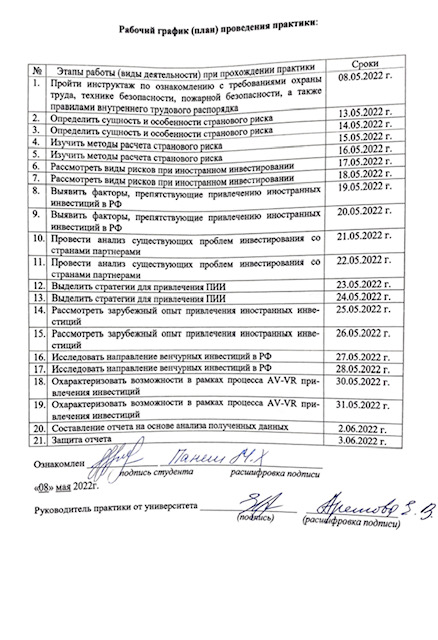 Рабочий график (план) проведения практики:
№ Этапы работы (виды деятельности) при прохождении практики Сроки
1. Пройти инструктаж по ознакомлению с требованиями охраны 08.05.2022 г.
труда, технике безопасности, пожарной безопасности, а также
правилами внутреннего трудового распорядка
2. Определить сущность и особенности странового риска 13.05.2022 г.
3. Определить сущность и особенности странового риска 14.05.2022 г.
4. Изучить методы расчета странового риска 15.05.2022 г.
5. Изучить методы расчета странового риска 16.05.2022 г.
6. Рассмотреть виды рисков при иностранном инвестировании 17.05.2022 г.
7. Рассмотреть виды рисков при иностранном инвестировании 18.05.2022 г.
8. Выявить факторы, препятствующие привлечению иностранных 19.05.2022 г.
инвестиций в РФ
9. Выявить факторы, препятствующие привлечению иностранных 20.05.2022 г.
инвестиций в РФ
10. Провести анализ существующих проблем инвестирования со 21.05.2022 г.
странами партнерами
11. Провести анализ существующих проблем инвестирования со 22.05.2022 г.
странами партнерами
12. Выделить стратегии для привлечения ПИИ 23.05.2022 г.
13. Выделить стратегии для привлечения ПИИ 24.05.2022 г.
14. Рассмотреть зарубежный опыт привлечения иностранных инве- 25.05.2022 г.
стиций
15. Рассмотреть зарубежный опыт привлечения иностранных инве- 26.05.2022 г.
стиций
16. Исследовать направление венчурных инвестиций в РФ 27.05.2022 г.
17. Исследовать направление венчурных инвестиций в РФ 28.05.2022 г.
18. Охарактеризовать возможности в рамках процесса AV-VR при- 30.05.2022 г.
влечения инвестиций
19. Охарактеризовать возможности в рамках процесса AV-VR при- 31.05.2022 г.
влечения инвестиций
20. Составление отчета на основе анализа полученных данных 2.06.2022 г.
21. Защита отчета 3.06.2022 г.
Ознакомлен М.Х
подпись студента расшифровка подписи
«08» мая 2022г.
Руководитель практики от университета Е.В.
(подпись) (расшифровка подписи)